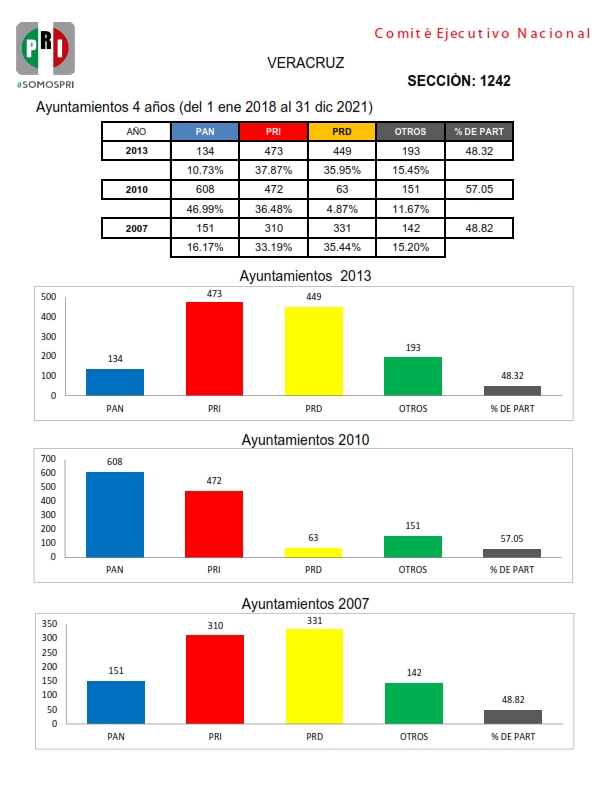 PRI
#SOMOSPRI
Comité Ejecutivo Nacional
VERACRUZ
SECCIÒN: 1242
Ayuntamientos 4 años (del 1 ene 2018 al 31 dic 2021)
AÑO PAN PRI PRD OTROS % DE PART
2013 134 473 449 193 48.32
10.73% 37.87% 35.95% 15.45%
2010 608 472 63 151 57.05
46.99% 36.48% 4.87% 11.67%
2007 151 310 331 142 48.82
16.17% 33.19% 35.44% 15.20%
Ayuntamientos 2013
500
400
300
200
100
0
134 473 449 193 48.32
PAN PRI PRD OTROS % DE PART
Ayuntamientos 2010
700
600
500
400
300
200
100
0
608 472 63 151 57.05
PAN PRI PRD OTROS % DE PART
Ayuntamientos 2007
350
300
250
200
150
100
50
0
151 310 331 142 48.82
PAN PRI PRD OTROS % DE PART